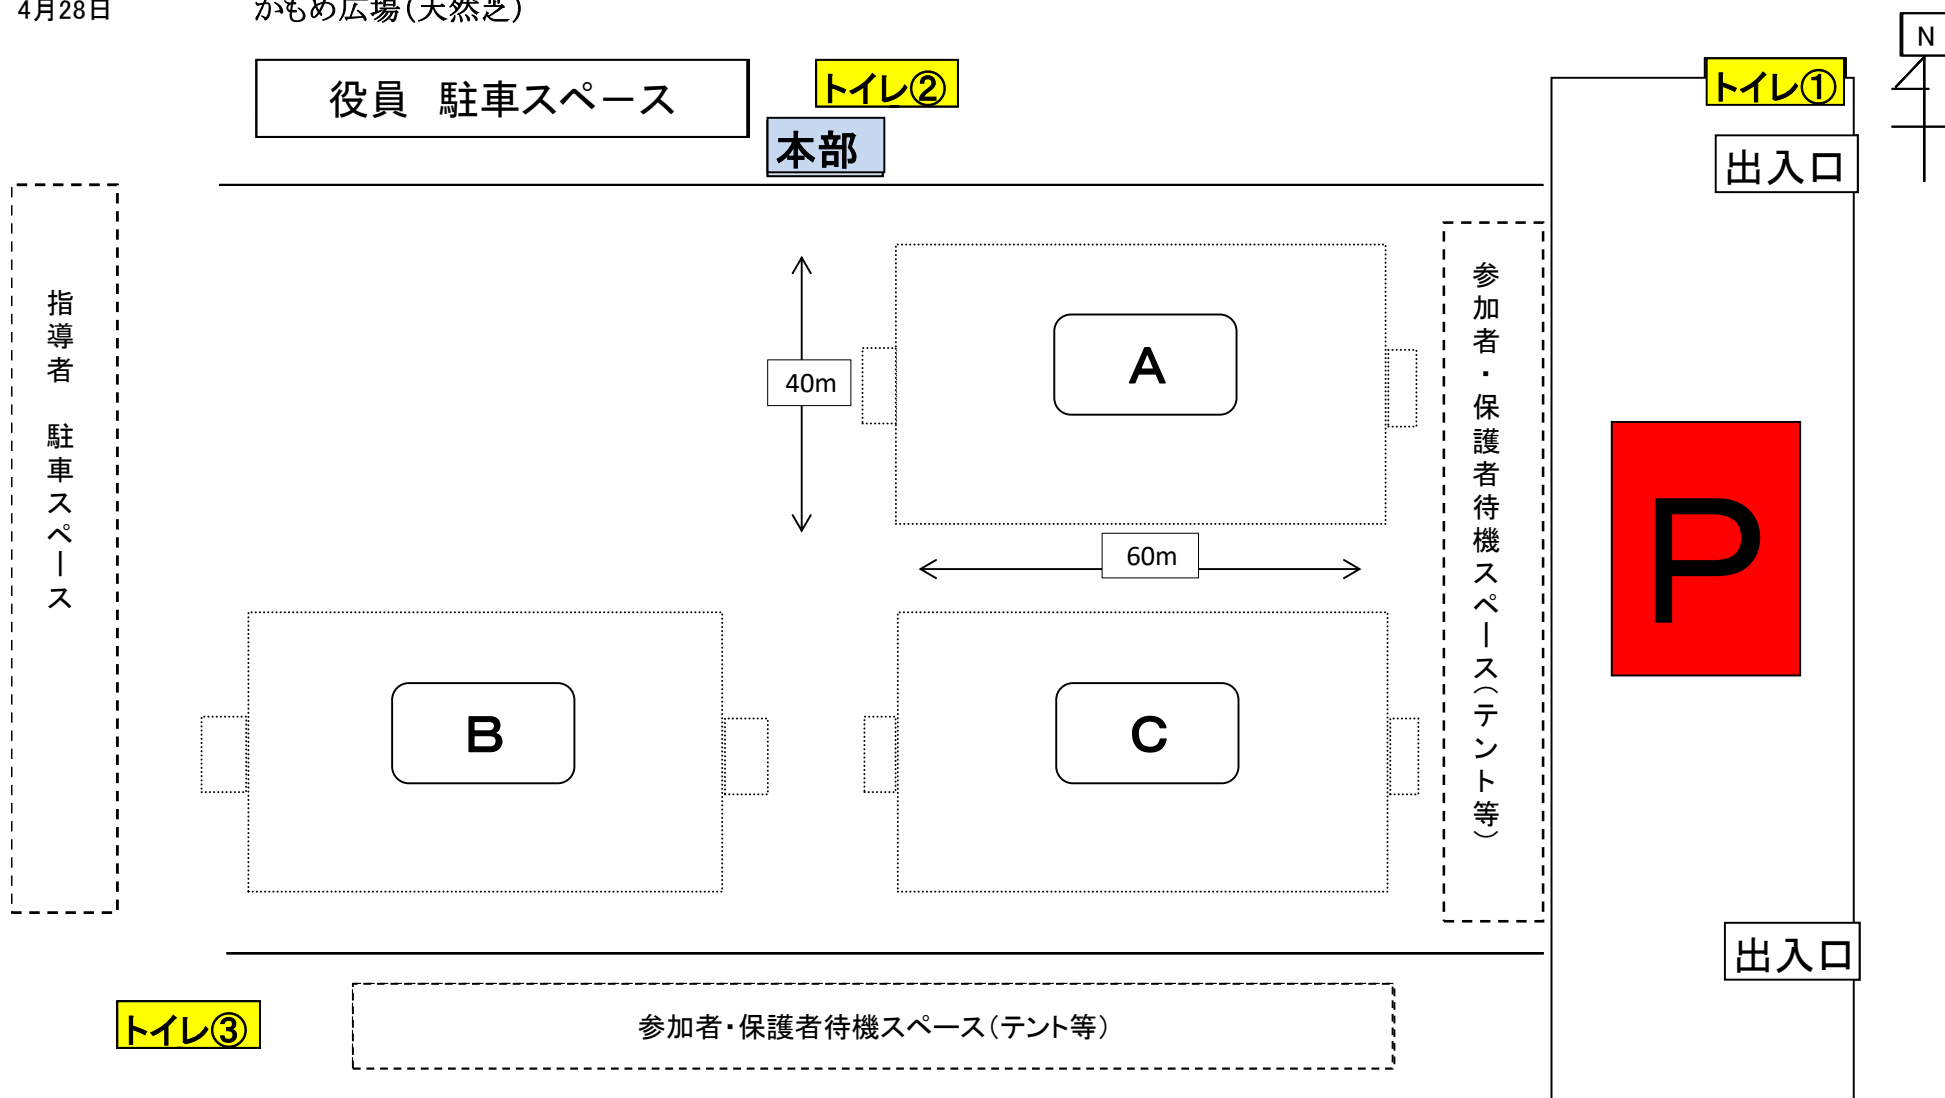 4月28日 かもめ広場(天然芝)
N
役員 駐車スペース
トイレ②
トイレ①
本部
出入口
指導者 駐車スペース
A
40m
参加者・保護者待機スペース(テント等)
P
60m
B
C
出入口
トイレ③
参加者・保護者待機スペース(テント等)